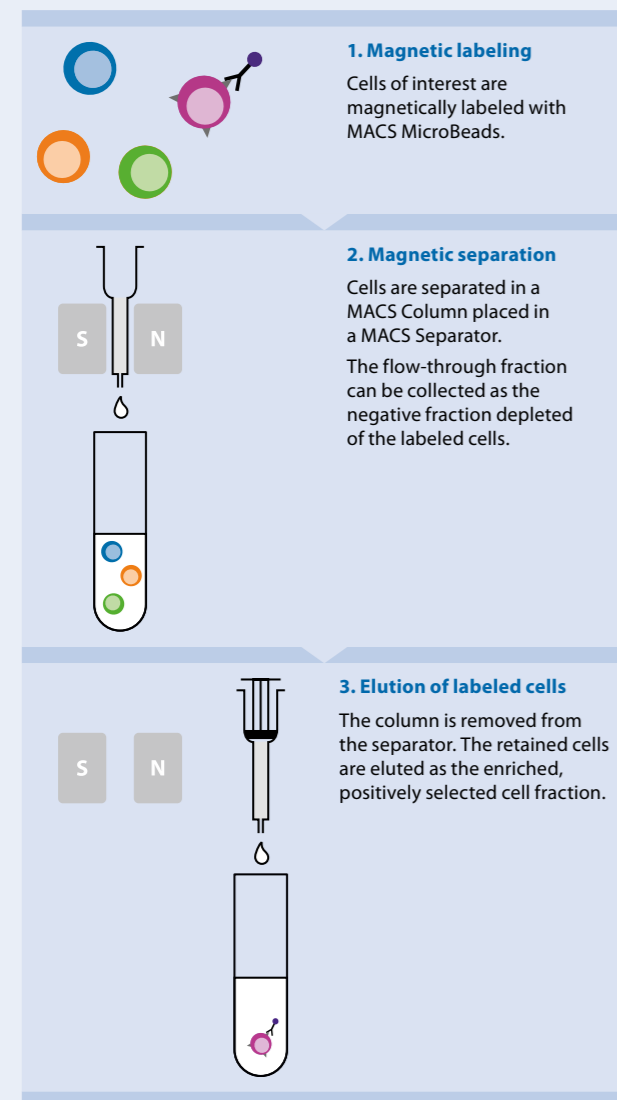 1. Magnetic labeling
Cells of interest are
magnetically labeled with
MACS MicroBeads.
2. Magnetic separation
Cells are separated in a
MACS Column placed in
a MACS Separator.
The flow-through fraction
can be collected as the
negative fraction depleted
of the labeled cells.
S N
3. Elution of labeled cells
The column is removed from
the separator. The retained cells
are eluted as the enriched,
positively selected cell fraction.
S N